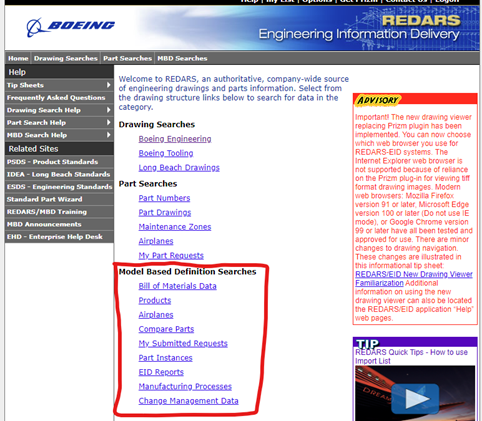 Help | My List | Options | Get Prizm | Contact Us | Logon
BOEING
REDARS
Engineering Information Delivery
Home Drawing Searches Part Searches MBD Searches
Help
Tip Sheets
Frequently Asked Questions
Drawing Search Help
Part Search Help
MBD Search Help
Related Sites
PSDS - Product Standards
IDEA - Long Beach Standards
ESDS - Engineering Standards
Standard Part Wizard
REDARS/MBD Training
MBD Announcements
EHD - Enterprise Help Desk
Welcome to REDARS, an authoritative, company-wide source
of engineering drawings and parts information. Select from
the drawing structure links below to search for data in the
category.
Drawing Searches
Boeing Engineering
Boeing Tooling
Long Beach Drawings
Part Searches
Part Numbers
Part Drawings
Maintenance Zones
Airplanes
My Part Requests
Model Based Definition Searches
Bill of Materials Data
Products
Airplanes
Compare Parts
My Submitted Requests
Part Instances
EID Reports
Manufacturing Processes
Change Management Data
ADVISORY
Important! The new drawing viewer
replacing Prizm plugin has been
implemented. You can now choose
which web browser you use for
REDARS-EID systems. The
Internet Explorer web browser is
not supported because of reliance
on the Prizm plug-in for viewing tiff
format drawing images. Modern
web browsers: Mozilla Firefox
version 91 or later, Microsoft Edge
version 100 or later (Do not use IE
mode), or Google Chrome version
99 or later have all been tested and
approved for use. There are minor
changes to drawing navigation.
These changes are illustrated in
this informational tip sheet:
REDARS/EID New Drawing Viewer
Familiarization Additional
information on using the new
drawing viewer can also be located
the REDARS/EID application "Help"
web pages.
TIP
REDARS Quick Tips - How to use
Import List
DREAM